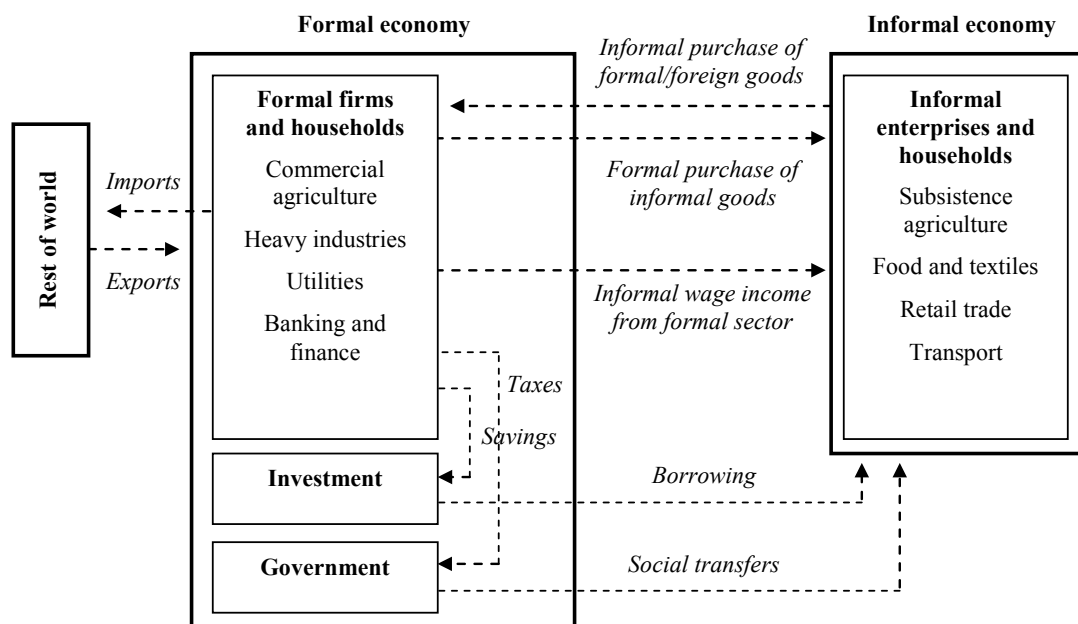 Formal economy
Informal economy
Rest of world
Imports
Exports
Formal firms
and households
Commercial
agriculture
Heavy industries
Utilities
Banking and
finance
Taxes
Savings
Investment
Government
Informal purchase of
formal/foreign goods
Formal purchase of
informal goods
Informal wage income
from formal sector
Borrowing
Social transfers
Informal
enterprises and
households
Subsistence
agriculture
Food and textiles
Retail trade
Transport